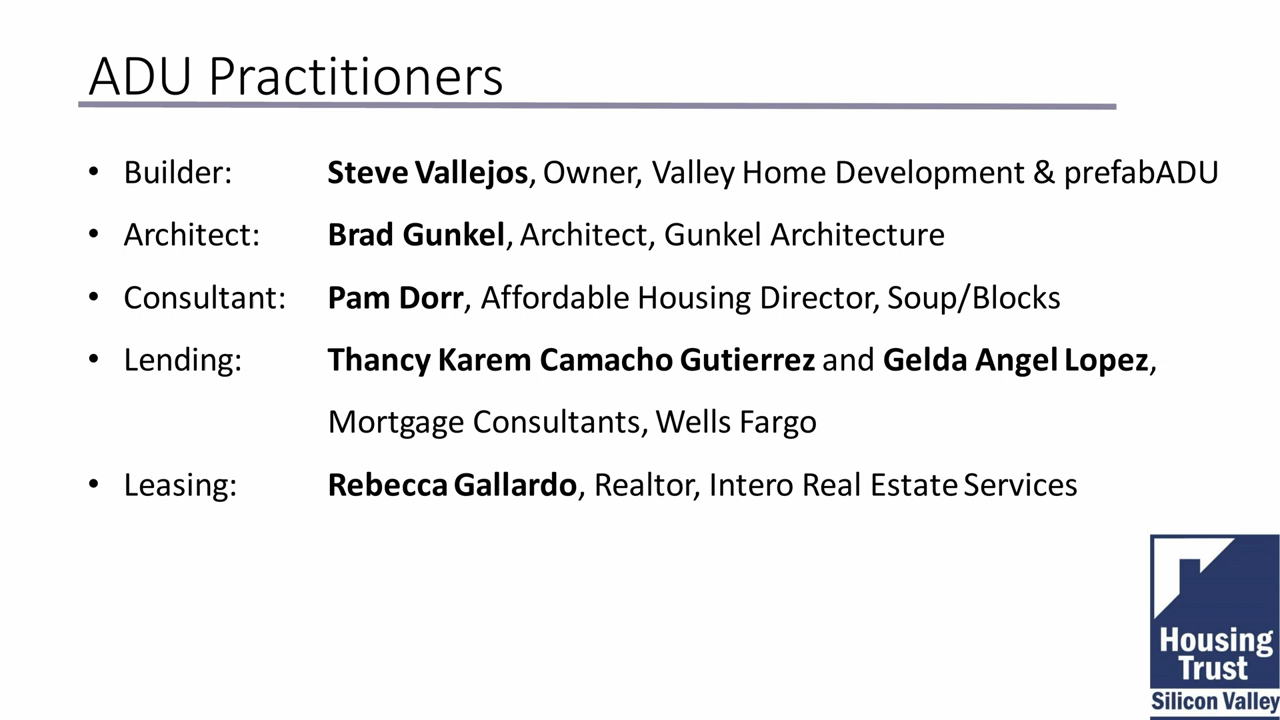 ADU Practitioners
• Builder: Steve Vallejos, Owner, Valley Home Development & prefabADU
• Architect: Brad Gunkel, Architect, Gunkel Architecture
• Consultant: Pam Dorr, Affordable Housing Director, Soup/Blocks
• Lending: Thancy Karem Camacho Gutierrez and Gelda Angel Lopez,
Mortgage Consultants, Wells Fargo
• Leasing: Rebecca Gallardo, Realtor, Intero Real Estate Services
Housing
Trust
Silicon Valley